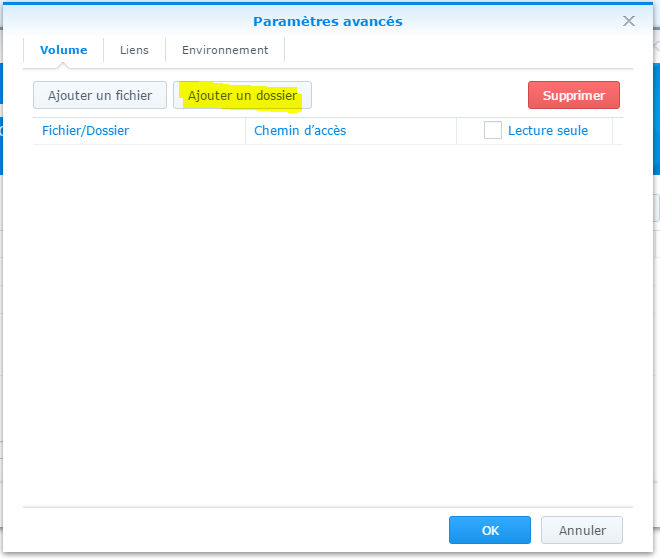 Paramètres avancés
Volume
Liens
Environnement
Ajouter un fichier
Ajouter un dossier
Supprimer
Fichier/Dossier
Chemin d’accès
Lecture seule
OK
Annuler